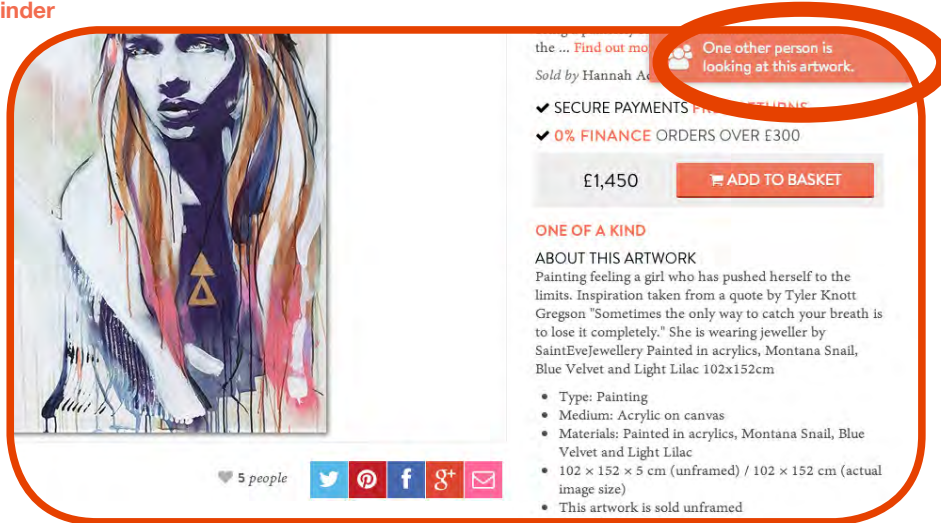 inder
One other person is
looking at this artwork.
the ... Find out mo
Sold by Hannah Ad
SECURE PAYMENTS FREE RETURNS
0% FINANCE ORDERS OVER £300
£1,450
ADD TO BASKET
ONE OF A KIND
ABOUT THIS ARTWORK
Painting feeling a girl who has pushed herself to the
limits. Inspiration taken from a quote by Tyler Knott
Gregson "Sometimes the only way to catch your breath is
to lose it completely." She is wearing jeweller by
SaintEveJewellery Painted in acrylics, Montana Snail,
Blue Velvet and Light Lilac 102x152cm
Type: Painting
Medium: Acrylic on canvas
Materials: Painted in acrylics, Montana Snail, Blue
Velvet and Light Lilac
102 × 152 × 5 cm (unframed) / 102 × 152 cm (actual
image size)
This artwork is sold unframed
5 people